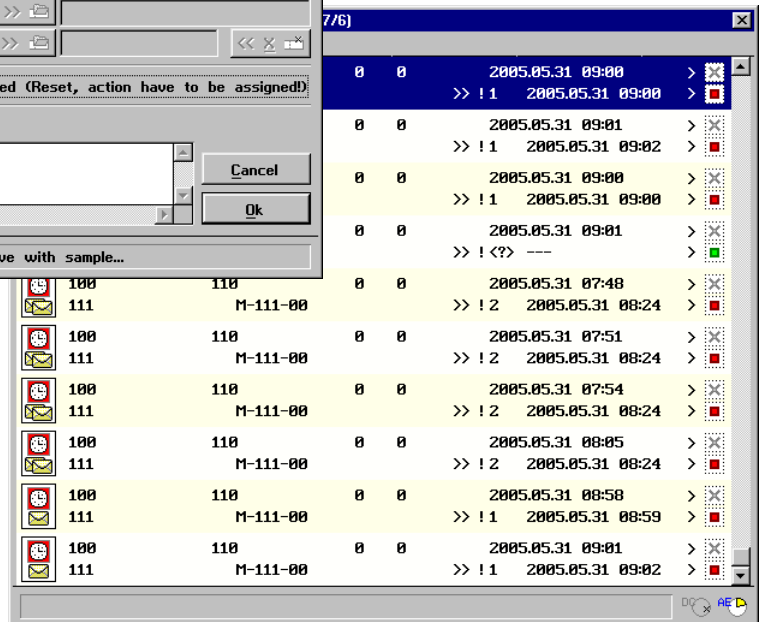 7/6)
>>
>>
<< x
ed (Reset, action have to be assigned!)
Cancel
Ok
ve with sample...
0 0 2005.05.31 09:00 >
>> ! 1 2005.05.31 09:00 >
0 0 2005.05.31 09:01 >
>> ! 1 2005.05.31 09:02 >
0 0 2005.05.31 09:00 >
>> ! 1 2005.05.31 09:00 >
0 0 2005.05.31 09:01 >
>> ! <?> --- >
100 110 0 0 2005.05.31 07:48 >
111 M-111-00 >> ! 2 2005.05.31 08:24 >
100 110 0 0 2005.05.31 07:51 >
111 M-111-00 >> ! 2 2005.05.31 08:24 >
100 110 0 0 2005.05.31 07:54 >
111 M-111-00 >> ! 2 2005.05.31 08:24 >
100 110 0 0 2005.05.31 08:05 >
111 M-111-00 >> ! 2 2005.05.31 08:24 >
100 110 0 0 2005.05.31 08:58 >
111 M-111-00 >> ! 1 2005.05.31 08:59 >
100 110 0 0 2005.05.31 09:01 >
111 M-111-00 >> ! 1 2005.05.31 09:02 >
AE